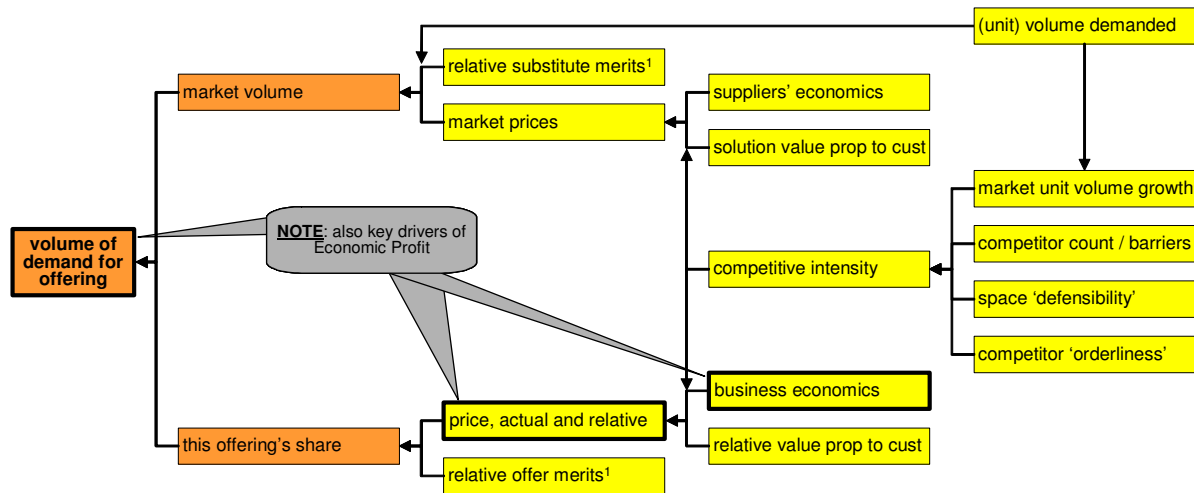 (unit) volume demanded
relative substitute merits¹
market volume
suppliers’ economics
market prices
solution value prop to cust
market unit volume growth
NOTE: also key drivers of
Economic Profit
volume of
demand for
offering
competitor count / barriers
competitive intensity
space ‘defensibility’
competitor ‘orderliness’
business economics
price, actual and relative
this offering’s share
relative value prop to cust
relative offer merits¹